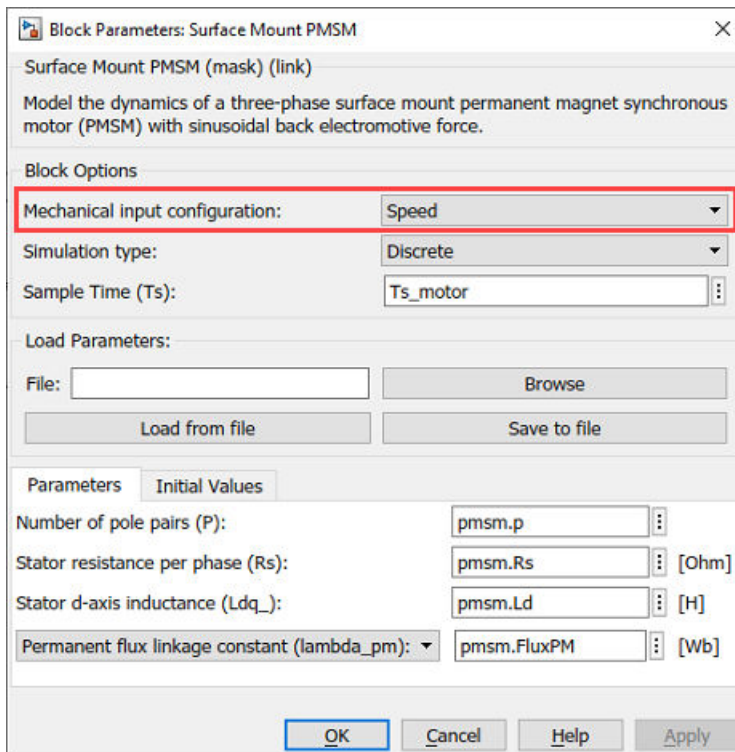 Block Parameters: Surface Mount PMSM
Surface Mount PMSM (mask) (link)
Model the dynamics of a three-phase surface mount permanent magnet synchronous
motor (PMSM) with sinusoidal back electromotive force.
Block Options
Mechanical input configuration: Speed
Simulation type: Discrete
Sample Time (Ts): Ts_motor
Load Parameters:
File: Browse
Load from file Save to file
Parameters Initial Values
Number of pole pairs (P): pmsm.p
Stator resistance per phase (Rs): pmsm.Rs [Ohm]
Stator d-axis inductance (Ldq_): pmsm.Ld [H]
Permanent flux linkage constant (lambda_pm): pmsm.FluxPM [Wb]
OK Cancel Help Apply